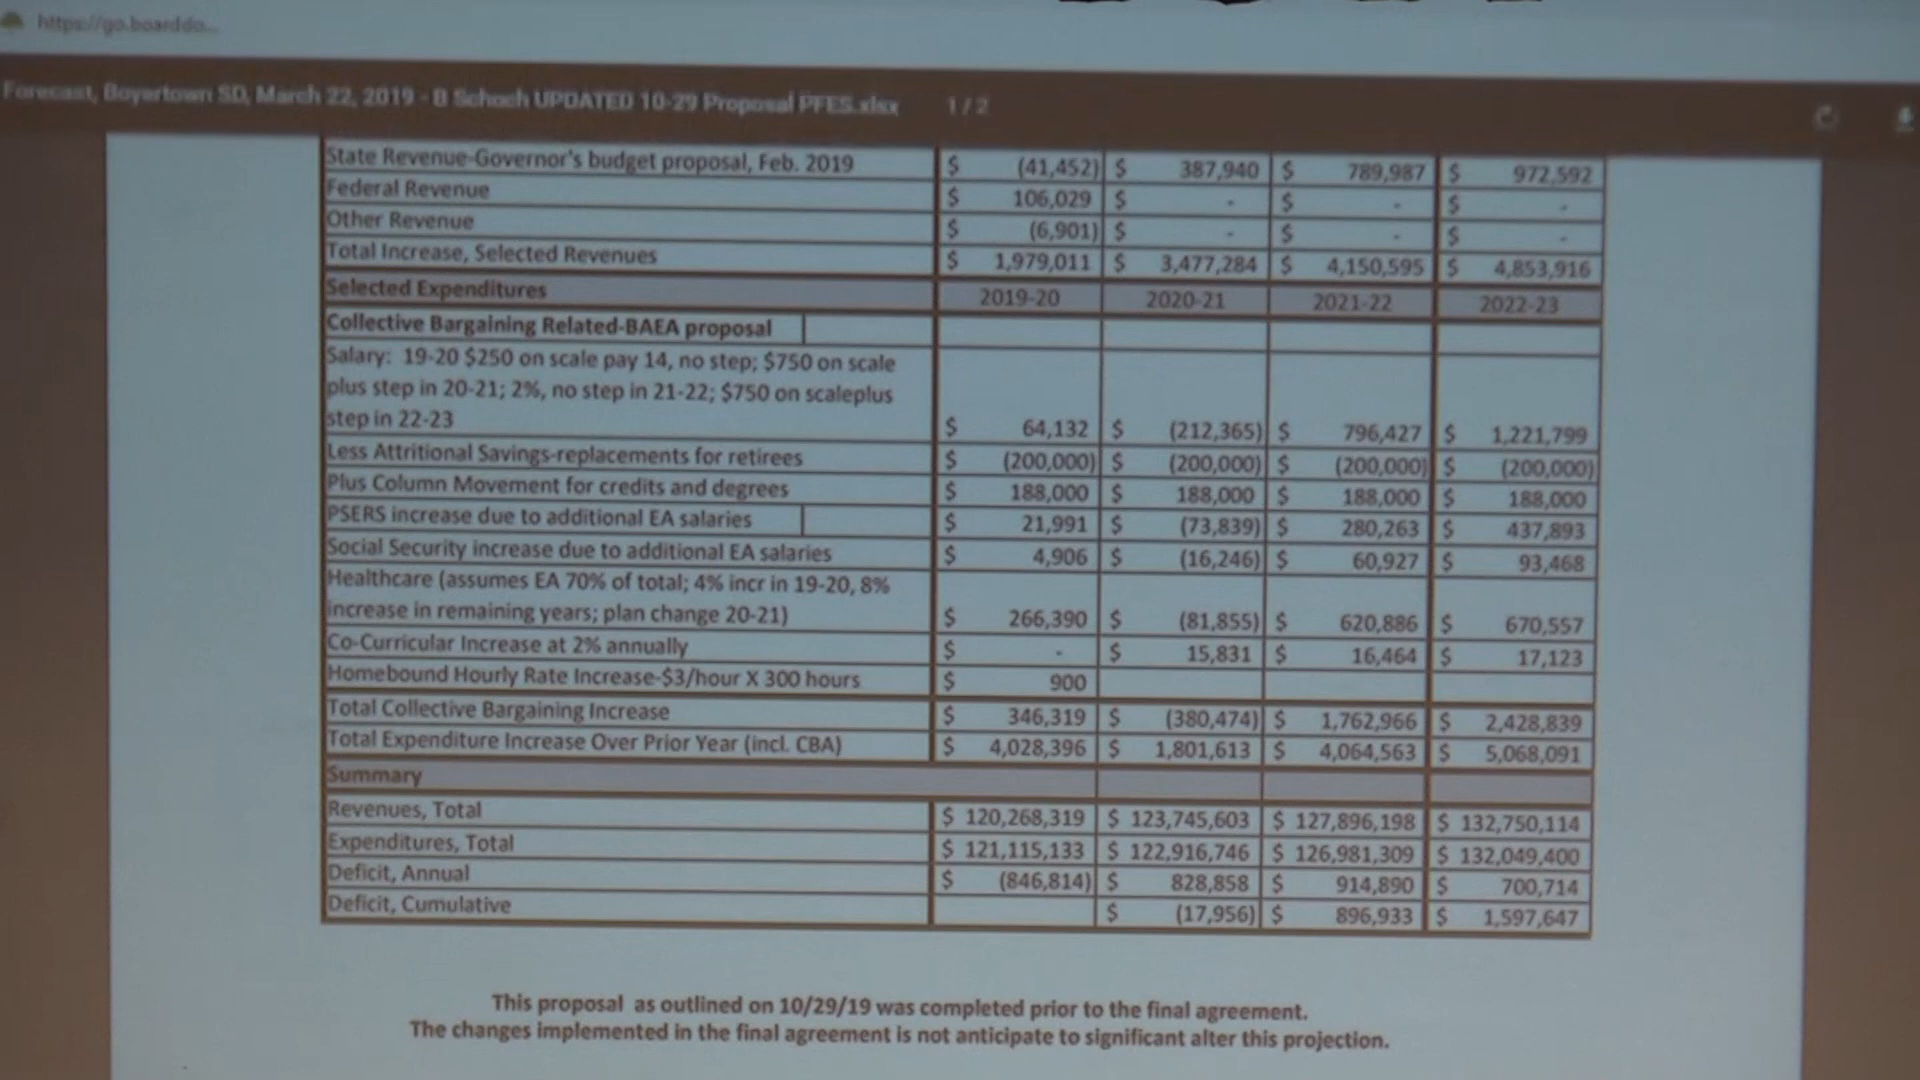 https://go.boarddo...
Forecast, Boyertown SD, March 22, 2019 - B Schoch UPDATED 10-29 Proposal PFES.xlsx 1 / 2
State Revenue-Governor's budget proposal, Feb. 2019 $ (41,452) $ 387,940 $ 789,987 $ 972,592
Federal Revenue $ 106,029 $ - $ - $ -
Other Revenue $ (6,901) $ - $ - $ -
Total Increase, Selected Revenues $ 1,979,011 $ 3,477,284 $ 4,150,595 $ 4,853,916
Selected Expenditures 2019-20 2020-21 2021-22 2022-23
Collective Bargaining Related-BAEA proposal
Salary: 19-20 $250 on scale pay 14, no step; $750 on scale
plus step in 20-21; 2%, no step in 21-22; $750 on scaleplus
step in 22-23 $ 64,132 $ (212,365) $ 796,427 $ 1,221,799
Less Attritional Savings-replacements for retirees $ (200,000) $ (200,000) $ (200,000) $ (200,000)
Plus Column Movement for credits and degrees $ 188,000 $ 188,000 $ 188,000 $ 188,000
PSERS increase due to additional EA salaries $ 21,991 $ (73,839) $ 280,263 $ 437,893
Social Security increase due to additional EA salaries $ 4,906 $ (16,246) $ 60,927 $ 93,468
Healthcare (assumes EA 70% of total; 4% incr in 19-20, 8%
increase in remaining years; plan change 20-21) $ 266,390 $ (81,855) $ 620,886 $ 670,557
Co-Curricular Increase at 2% annually $ - $ 15,831 $ 16,464 $ 17,123
Homebound Hourly Rate Increase-$3/hour X 300 hours $ 900
Total Collective Bargaining Increase $ 346,319 $ (380,474) $ 1,762,966 $ 2,428,839
Total Expenditure Increase Over Prior Year (incl. CBA) $ 4,028,396 $ 1,801,613 $ 4,064,563 $ 5,068,091
Summary
Revenues, Total $ 120,268,319 $ 123,745,603 $ 127,896,198 $ 132,750,114
Expenditures, Total $ 121,115,133 $ 122,916,746 $ 126,981,309 $ 132,049,400
Deficit, Annual $ (846,814) $ 828,858 $ 914,890 $ 700,714
Deficit, Cumulative $ (17,956) $ 896,933 $ 1,597,647
This proposal as outlined on 10/29/19 was completed prior to the final agreement.
The changes implemented in the final agreement is not anticipate to significant alter this projection.